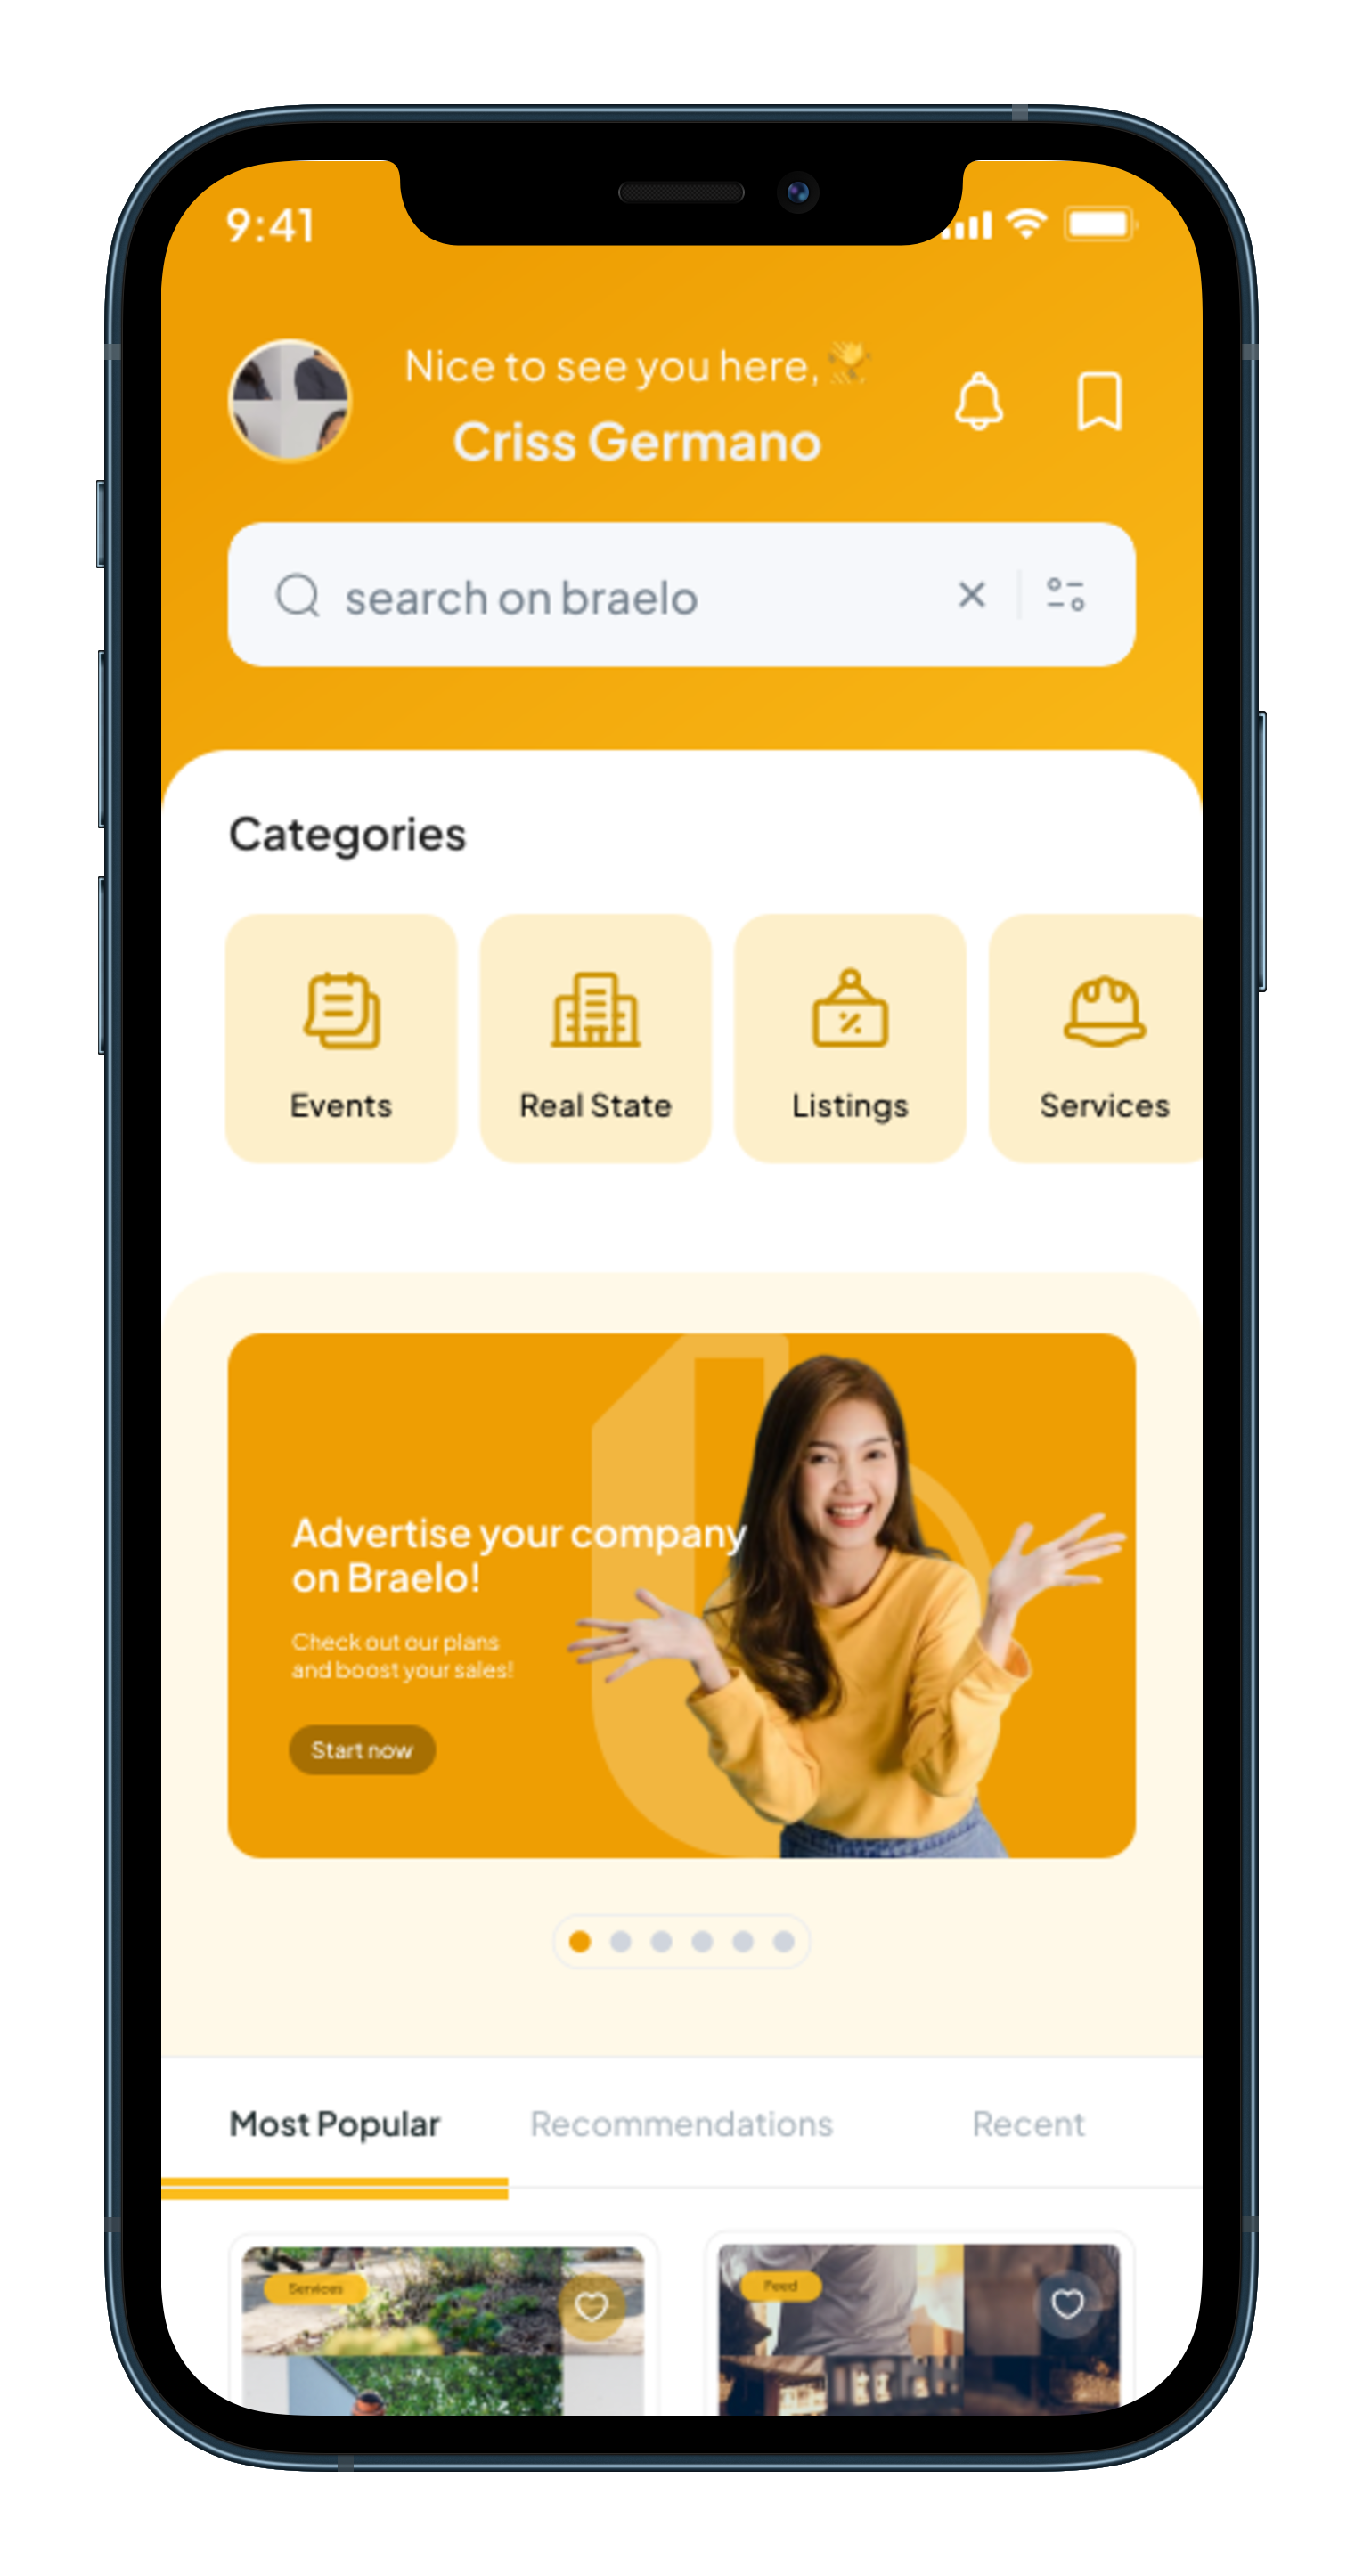 9:41
Nice to see you here,
Criss Germano
search on braelo
Categories
Events
Real State
Listings
Services
Advertise your company
on Braelo!
Check out our plans
and boost your sales!
Start now
Most Popular
Recommendations
Recent
Services
Feed